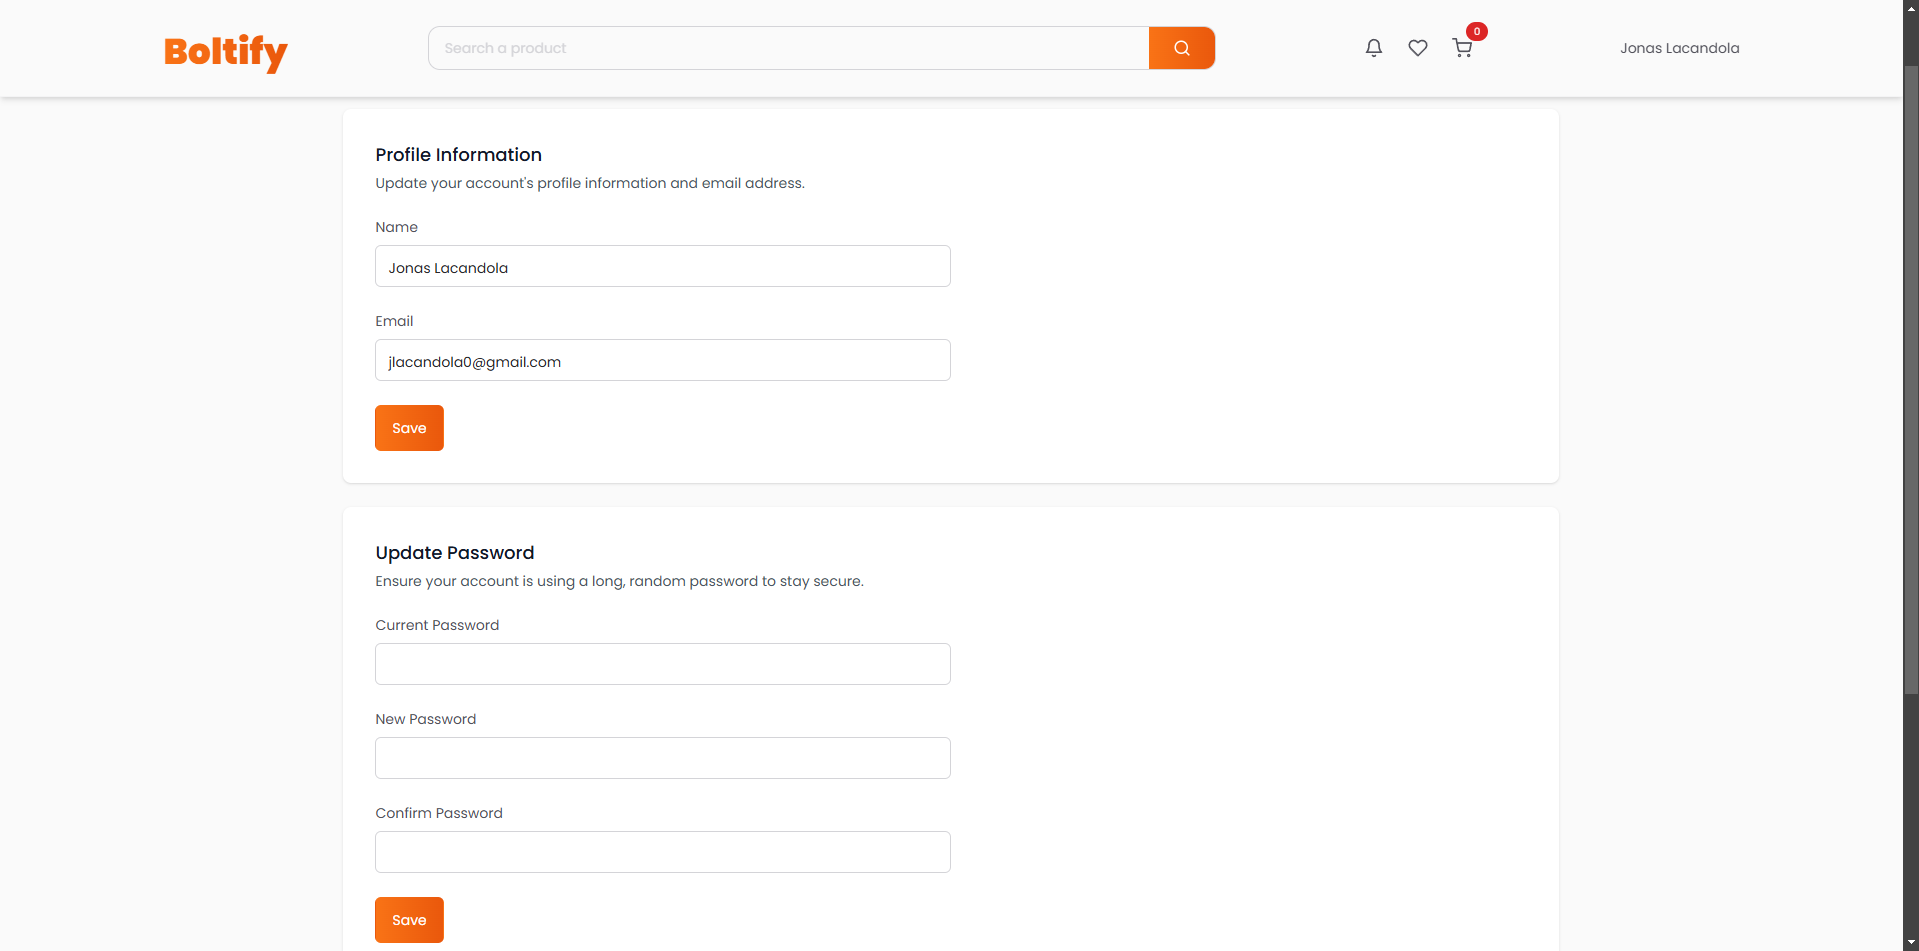 Boltify
Search a product
0
Jonas Lacandola
Profile Information
Update your account's profile information and email address.
Name
Jonas Lacandola
Email
jlacandola0@gmail.com
Save
Update Password
Ensure your account is using a long, random password to stay secure.
Current Password
New Password
Confirm Password
Save